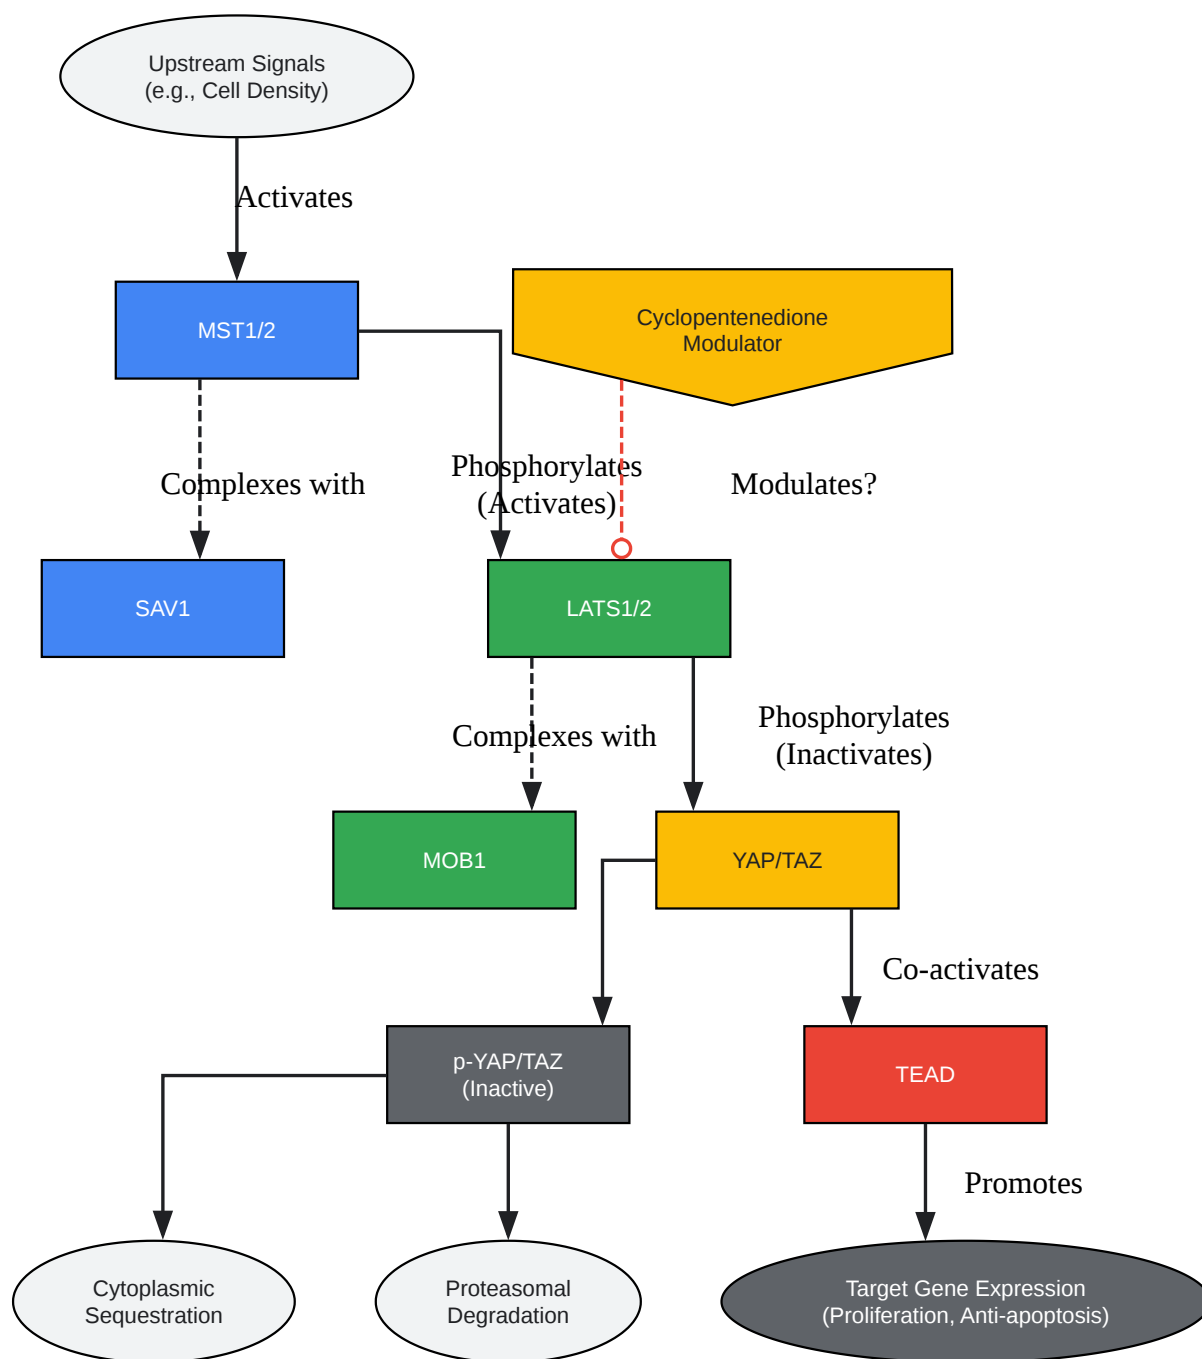 Upstream Signals
(e.g., Cell Density)
Activates
MST1/2
Cyclopentenedione
Modulator
Complexes with
Phosphorylates
(Activates)
Modulates?
SAV1
LATS1/2
Complexes with
Phosphorylates
(Inactivates)
MOB1
YAP/TAZ
Co-activates
p-YAP/TAZ
(Inactive)
TEAD
Promotes
Cytoplasmic
Sequestration
Proteasomal
Degradation
Target Gene Expression
(Proliferation, Anti-apoptosis)